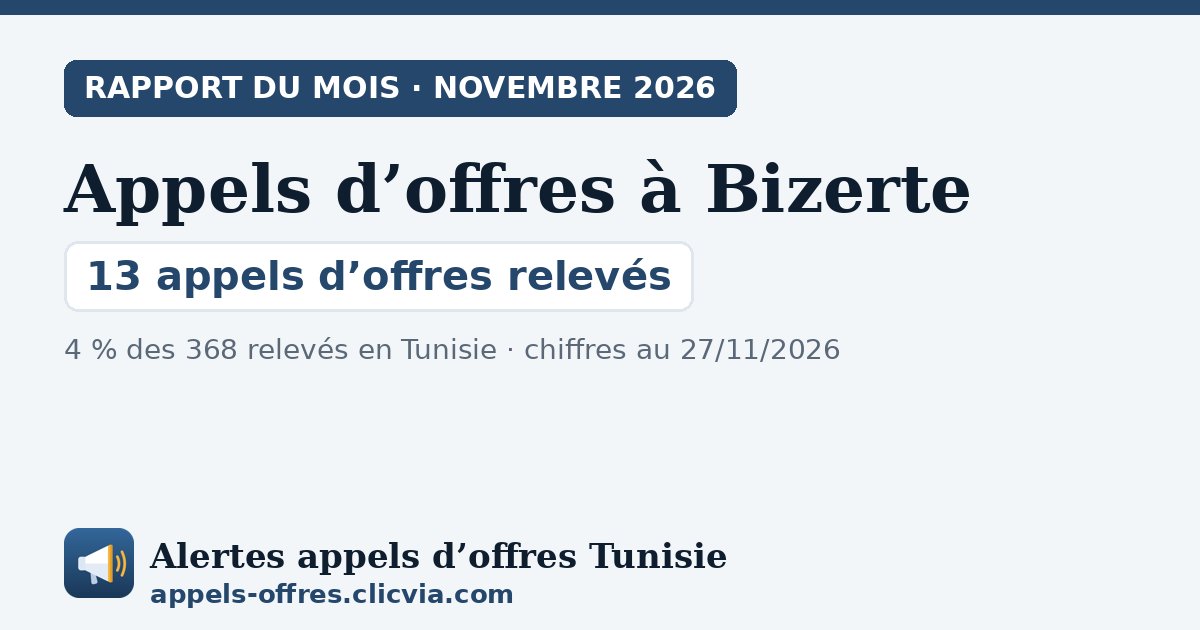 RAPPORT DU MOIS · NOVEMBRE 2026
Appels d’offres à Bizerte
13 appels d’offres relevés
4 % des 368 relevés en Tunisie · chiffres au 27/11/2026
Alertes appels d’offres Tunisie
appels-offres.clicvia.com